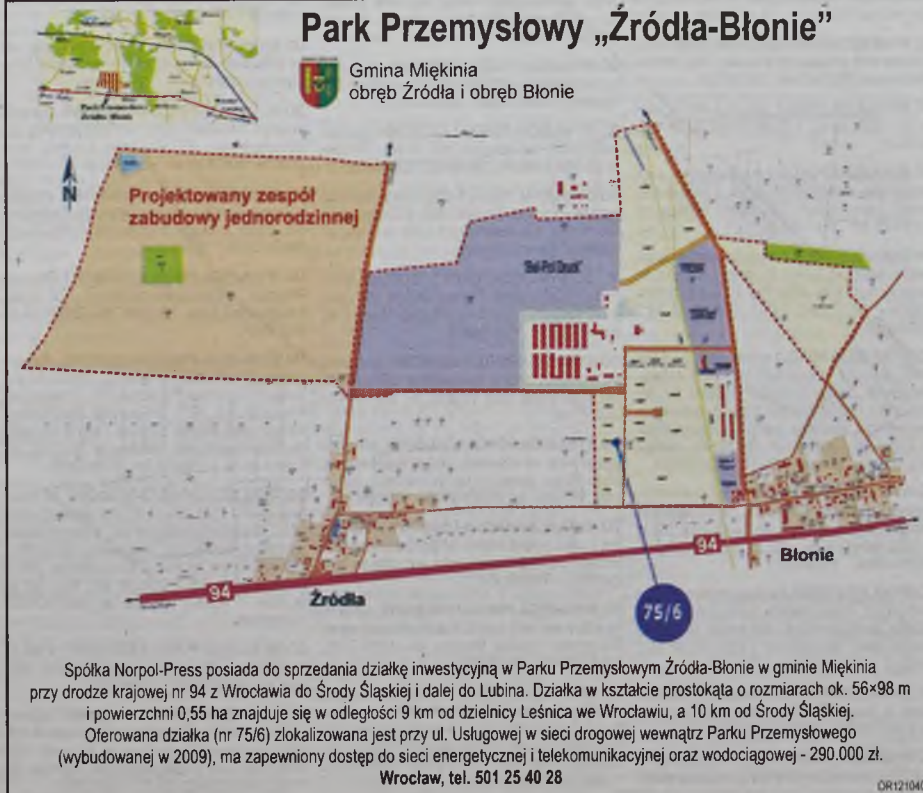 Park Przemysłowy „Źródła-Błonie”
Gmina Miękinia
obręb Źródła i obręb Błonie
N
Projektowany zespół
zabudowy jednorodzinnej
94
94
Błonie
Źródła
75/6
Spółka Norpol-Press posiada do sprzedania działkę inwestycyjną w Parku Przemysłowym Źródła-Błonie w gminie Miękinia
przy drodze krajowej nr 94 z Wrocławia do Środy Śląskiej i dalej do Lubina. Działka w kształcie prostokąta o rozmiarach ok. 56×98 m
i powierzchni 0,55 ha znajduje się w odległości 9 km od dzielnicy Leśnica we Wrocławiu, a 10 km od Środy Śląskiej.
Oferowana działka (nr 75/6) zlokalizowana jest przy ul. Usługowej w sieci drogowej wewnątrz Parku Przemysłowego
(wybudowanej w 2009), ma zapewniony dostęp do sieci energetycznej i telekomunikacyjnej oraz wodociągowej - 290.000 zł.
Wrocław, tel. 501 25 40 28